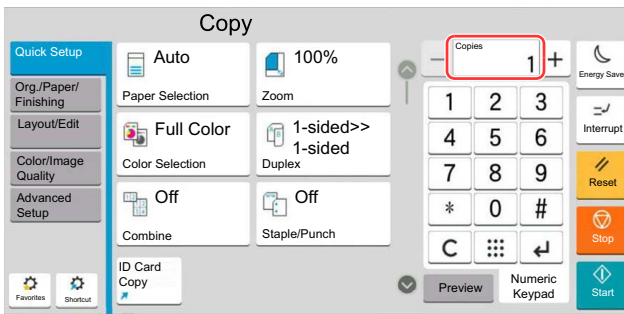 Copy
Quick Setup
Org./Paper/
Finishing
Layout/Edit
Color/Image
Quality
Advanced
Setup
Favorites
Shortcut
Auto
Paper Selection
100%
Zoom
Full Color
Color Selection
1-sided>>
1-sided
Duplex
Off
Combine
Off
Staple/Punch
ID Card
Copy
Copies
− 1 +
1 2 3
4 5 6
7 8 9
* 0 #
C
Preview
Numeric
Keypad
Energy Save
Interrupt
Reset
Stop
Start